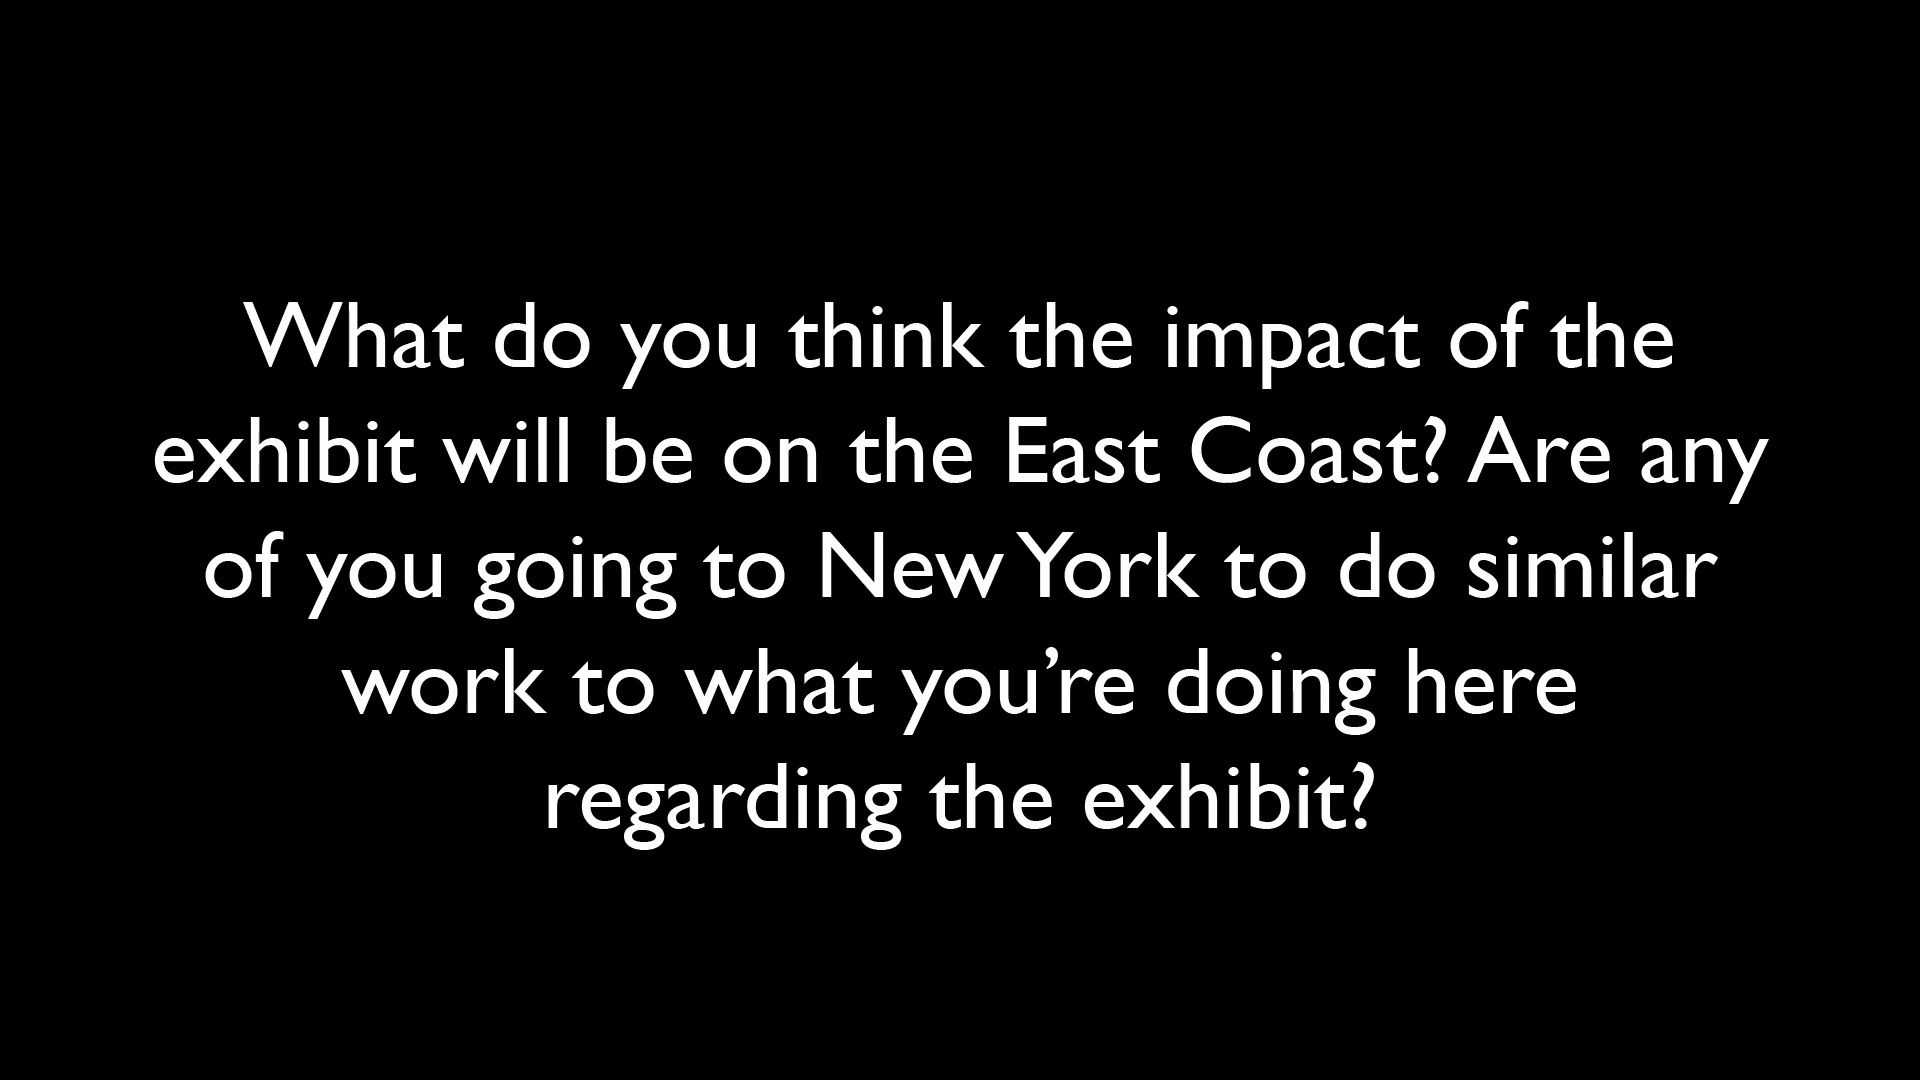 What do you think the impact of the
exhibit will be on the East Coast? Are any
of you going to New York to do similar
work to what you’re doing here
regarding the exhibit?